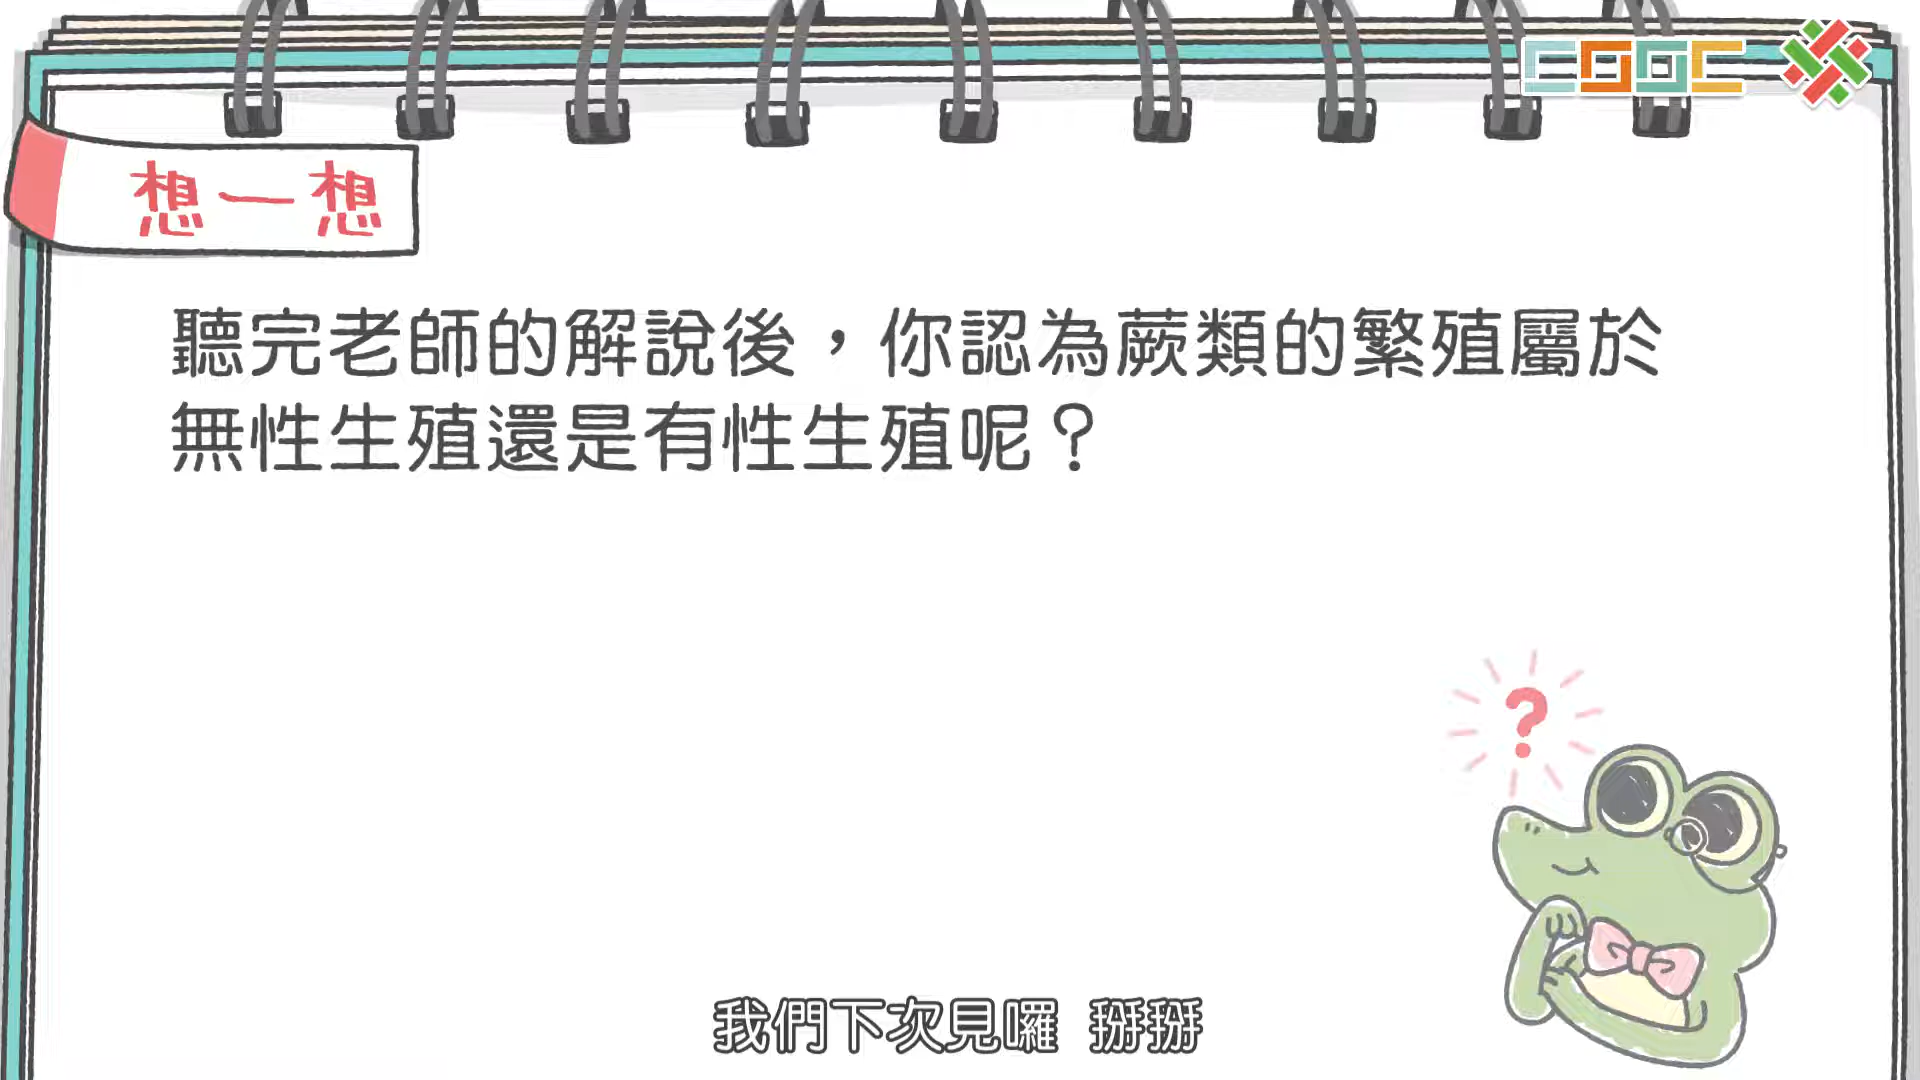 想一想
聽完老師的解說後，你認為蕨類的繁殖屬於
無性生殖還是有性生殖呢？
?
我們下次見囉 掰掰